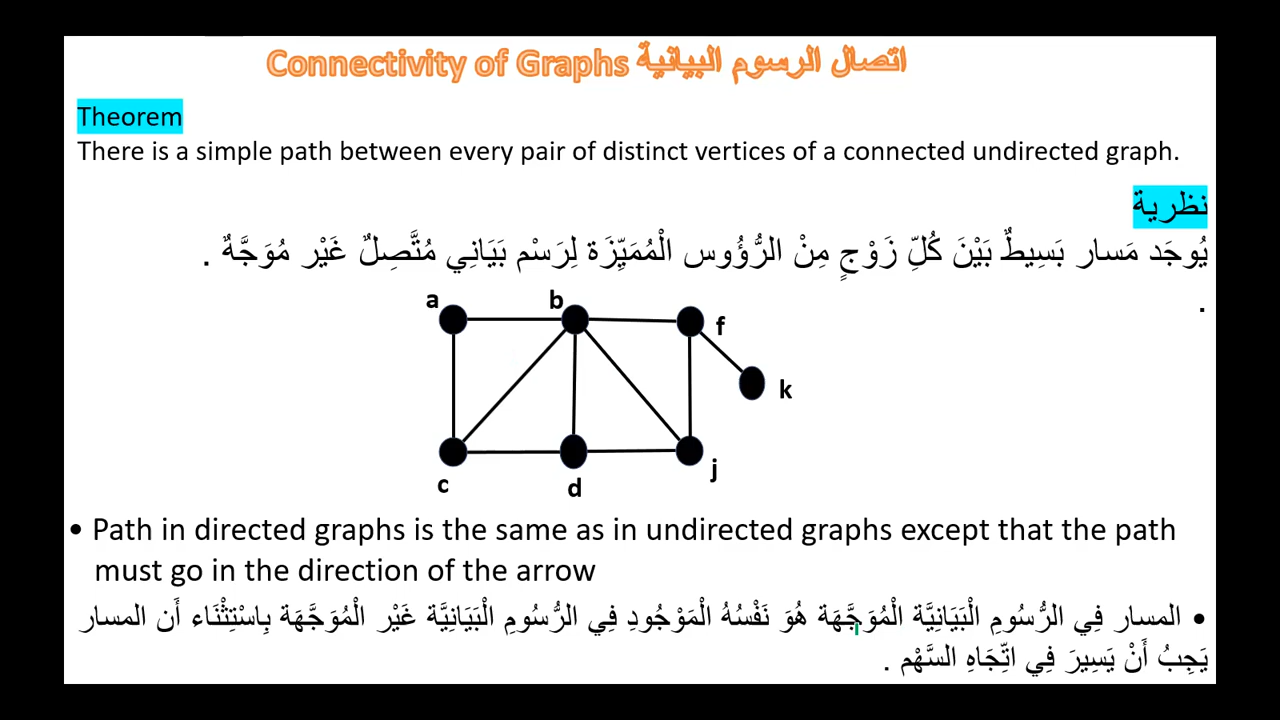 Connectivity of Graphs اتصال الرسوم البيانية
Theorem
There is a simple path between every pair of distinct vertices of a connected undirected graph.
نظرية
يُوجَد مَسار بَسِيطٌ بَيْنَ كُلِّ زَوْجٍ مِنْ الرُّؤُوس الْمُمَيِّزَة لِرَسْم بَيَانِي مُتَّصِلٌ غَيْر مُوَجَّهٌ .
.
a b
f
k
c d j
• Path in directed graphs is the same as in undirected graphs except that the path
must go in the direction of the arrow
• المسار فِي الرُّسُومِ الْبَيَانِيَّة الْمُوَجَّهَة هُوَ نَفْسُهُ الْمَوْجُودِ فِي الرُّسُومِ الْبَيَانِيَّة غَيْر الْمُوَجَّهَة بِاسْتِثْنَاء أَن المسار
يَجِبُ أَنْ يَسِيرَ فِي اتِّجَاهِ السَّهْم .